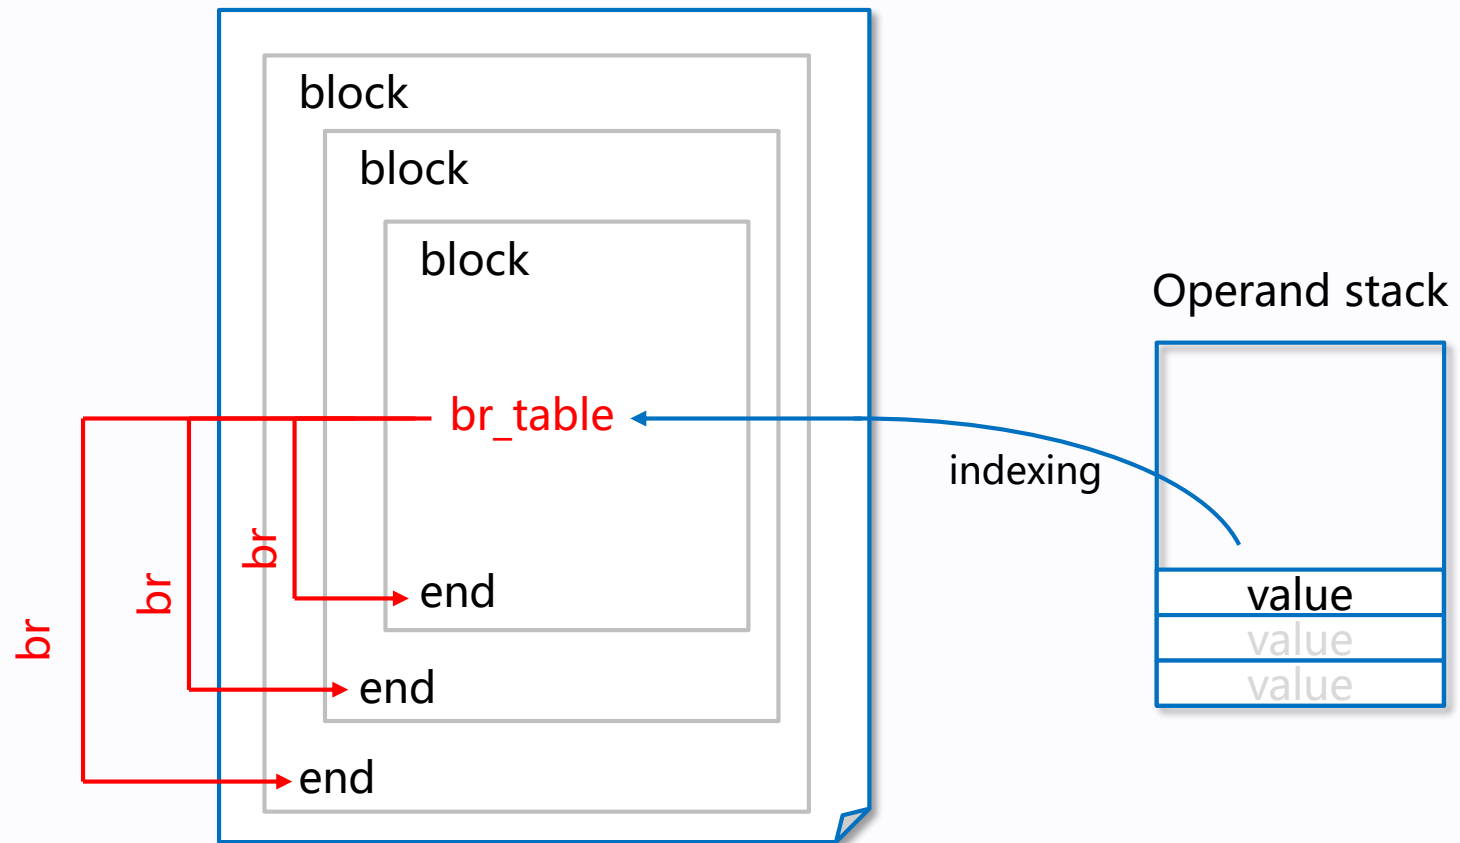 block
block
block
Operand stack
br_table
indexing
br
br
br
end
value
value
value
end
end